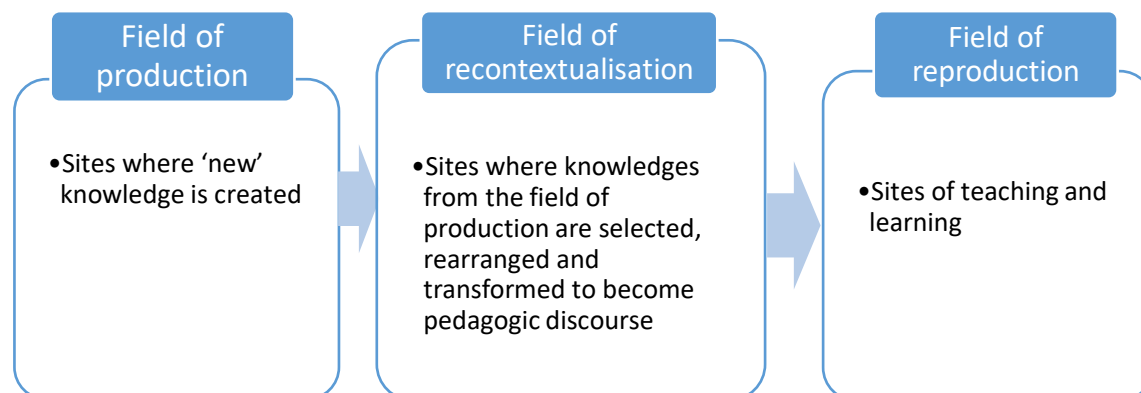 Field of
production
•Sites where ‘new’
knowledge is created
Field of
recontextualisation
•Sites where knowledges
from the field of
production are selected,
rearranged and
transformed to become
pedagogic discourse
Field of
reproduction
•Sites of teaching and
learning